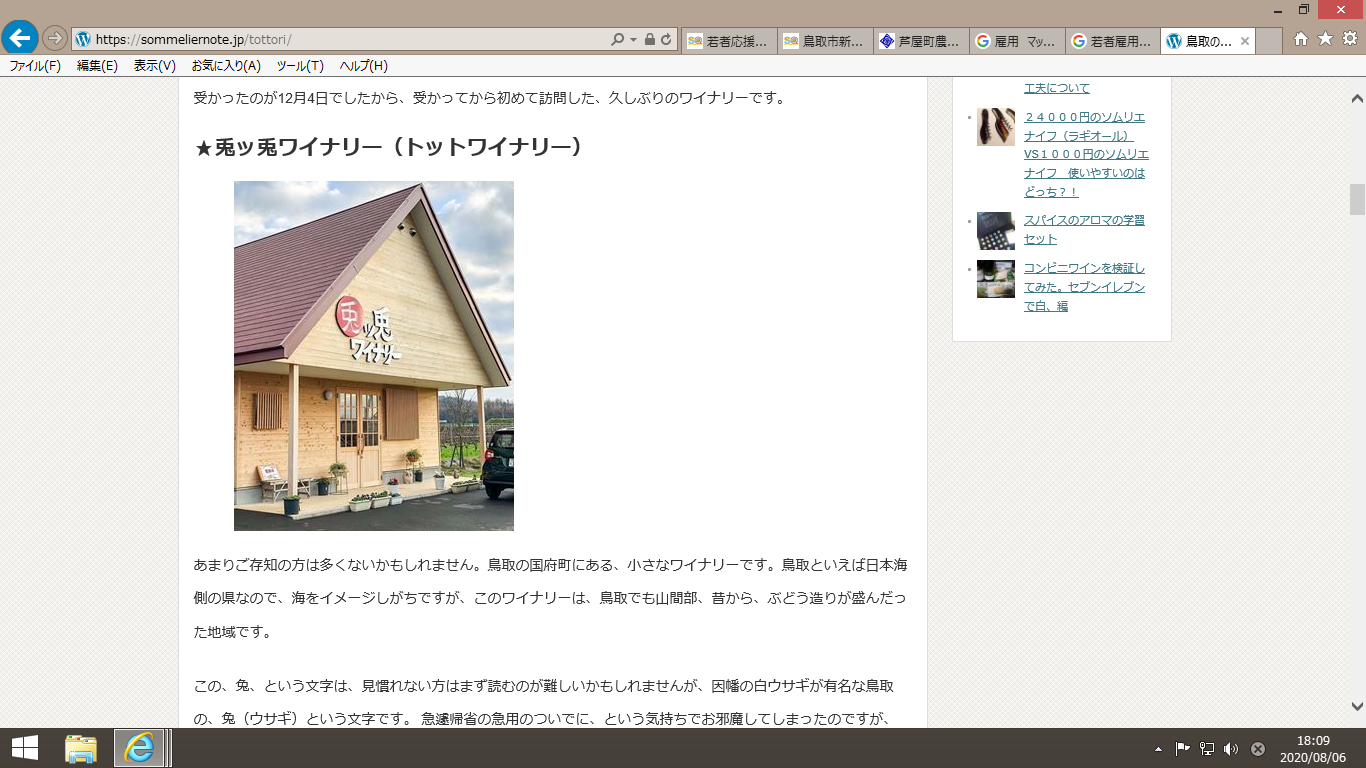 https://sommeliernote.jp/tottori/
若者応援...
鳥取市新...
芦屋町農...
雇用 マッ...
若者雇用...
鳥取の...
ファイル(F) 編集(E) 表示(V) お気に入り(A) ツール(T) ヘルプ(H)
受かったのが12月4日でしたから、受かってから初めて訪問した、久しぶりのワイナリーです。
★兎ッ兎ワイナリー（トットワイナリー）
兎ッ兎
ワイナリー
あまりご存知の方は多くないかもしれません。鳥取の国府町にある、小さなワイナリーです。鳥取といえば日本海
側の県なので、海をイメージしがちですが、このワイナリーは、鳥取でも山間部、昔から、ぶどう造りが盛んだっ
た地域です。
この、兔、という文字は、見慣れない方はまず読むのが難しいかもしれませんが、因幡の白ウサギが有名な鳥取
の、兔（ウサギ）という文字です。 急遽帰省の急用のついでに、という気持ちでお邪魔してしまったのですが、
工夫について
２４０００円のソムリエ
ナイフ（ラギオール）
VS１０００円のソムリエ
ナイフ　使いやすいのは
どっち？！
スパイスのアロマの学習
セット
コンビニワインを検証し
てみた。セブンイレブン
で白、編
18:09
2020/08/06